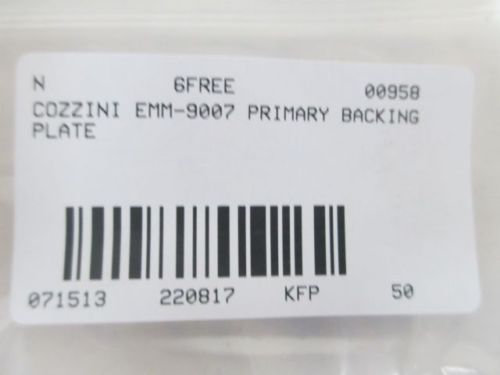 N 6FREE 00958
COZZINI EMM-9007 PRIMARY BACKING
PLATE
071513 220817 KFP 50